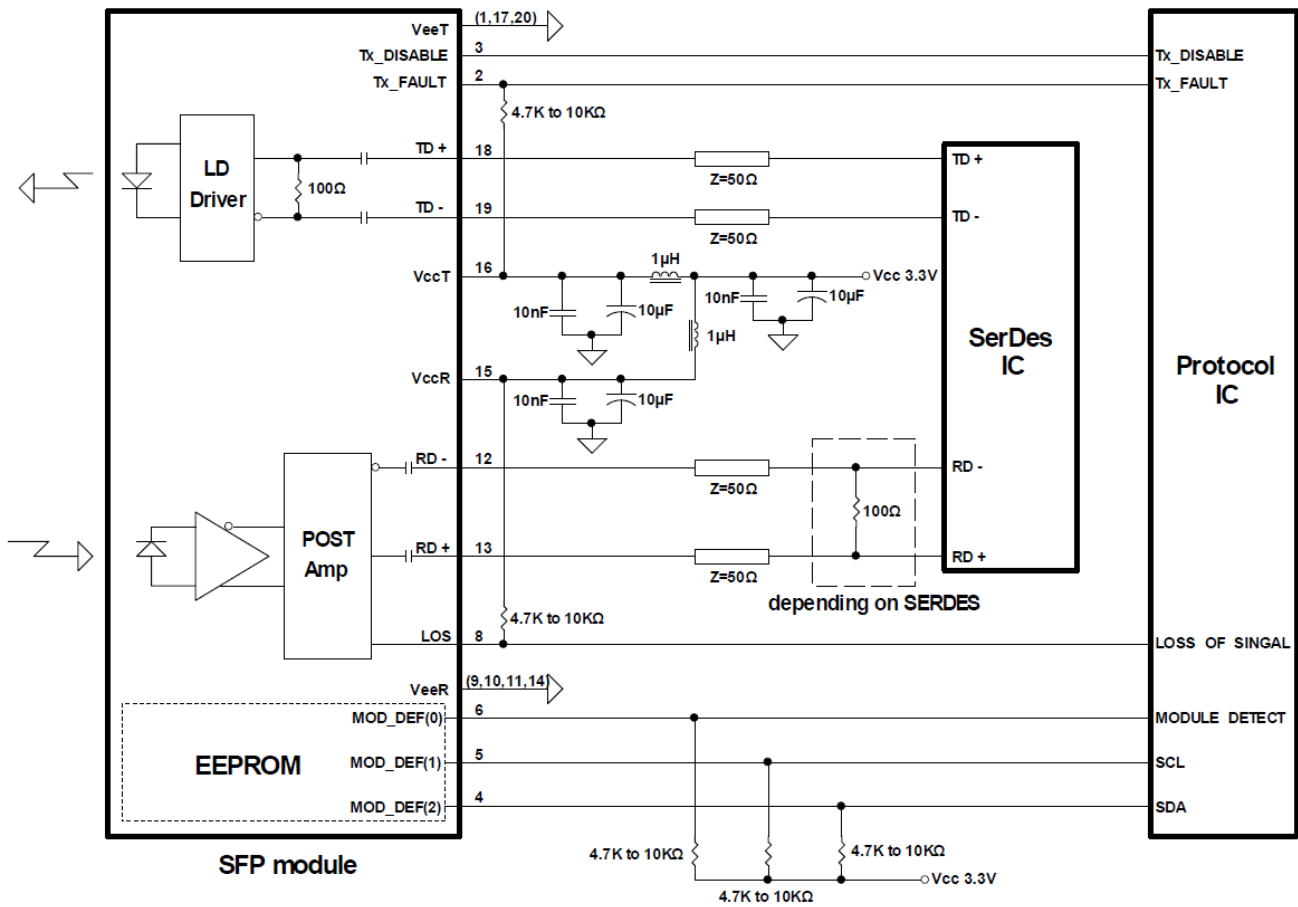 VeeT
(1,17,20)
Tx_DISABLE
3
Tx_DISABLE
Tx_FAULT
2
Tx_FAULT
4.7K to 10KΩ
LD
Driver
100Ω
TD +
18
Z=50Ω
TD +
TD -
19
Z=50Ω
TD -
VccT
16
1µH
Vcc 3.3V
10nF
10µF
10nF
10µF
1µH
SerDes
IC
Protocol
IC
VccR
15
10nF
10µF
RD -
12
Z=50Ω
RD -
100Ω
POST
Amp
RD +
13
Z=50Ω
RD +
depending on SERDES
4.7K to 10KΩ
LOS
8
LOSS OF SINGAL
VeeR
(9,10,11,14)
MOD_DEF(0)
6
MODULE DETECT
EEPROM
MOD_DEF(1)
5
SCL
MOD_DEF(2)
4
SDA
SFP module
4.7K to 10KΩ
4.7K to 10KΩ
4.7K to 10KΩ
Vcc 3.3V